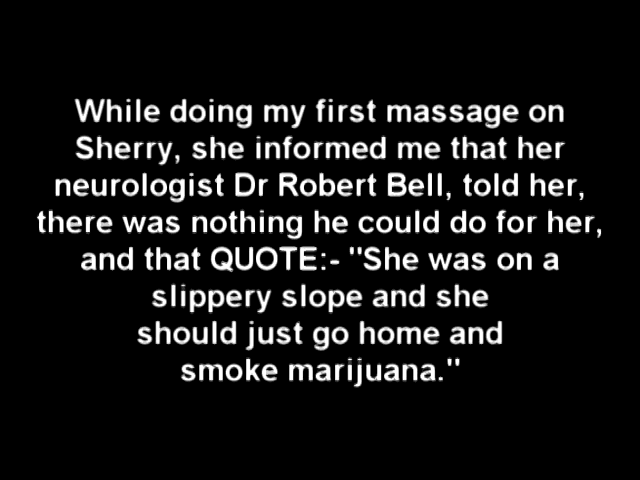 While doing my first massage on
Sherry, she informed me that her
neurologist Dr Robert Bell, told her,
there was nothing he could do for her,
and that QUOTE:- "She was on a
slippery slope and she
should just go home and
smoke marijuana."